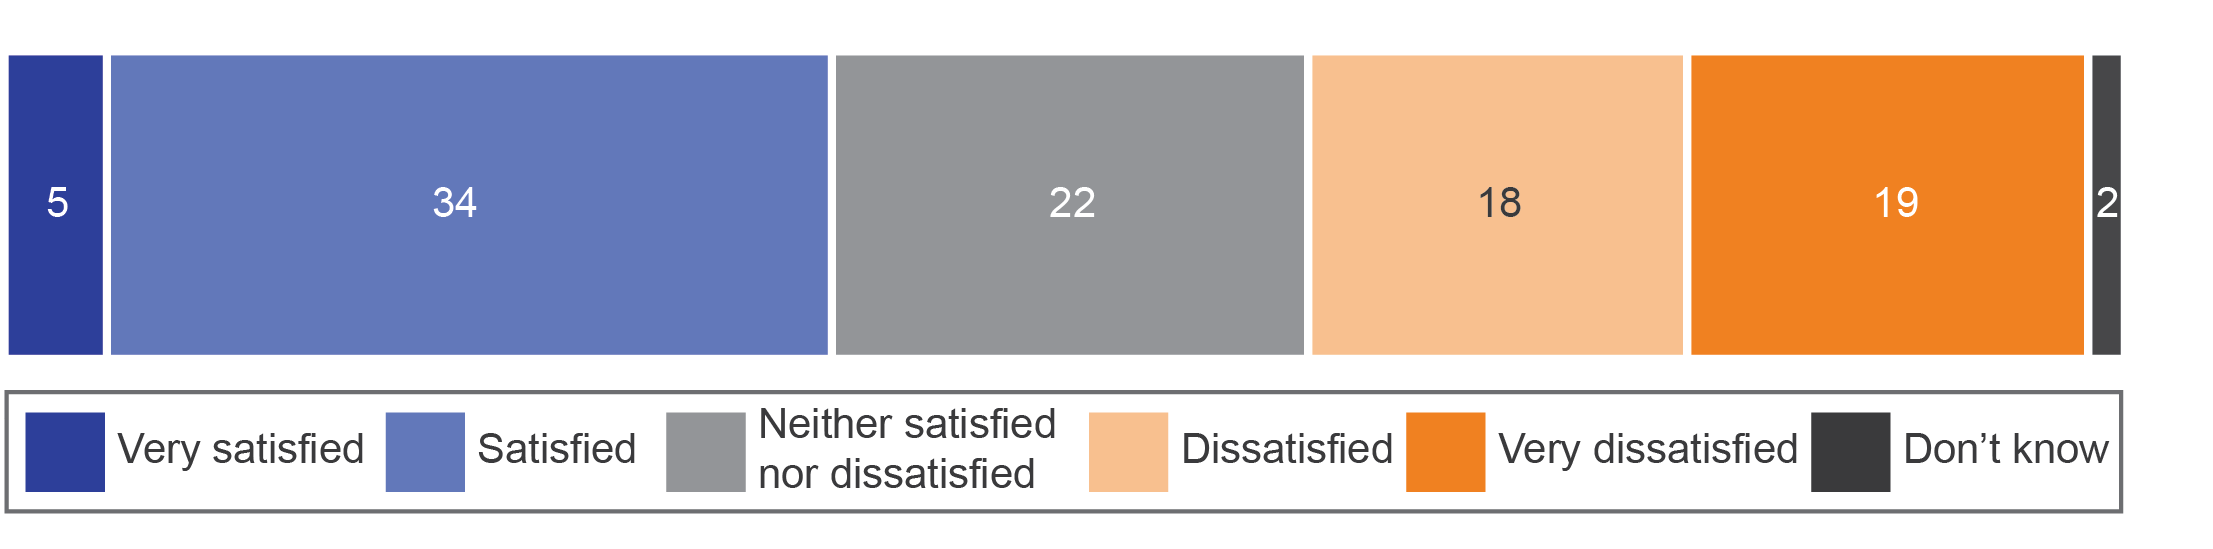 5 34 22 18 19 2
Very satisfied Satisfied Neither satisfied nor dissatisfied Dissatisfied Very dissatisfied Don’t know